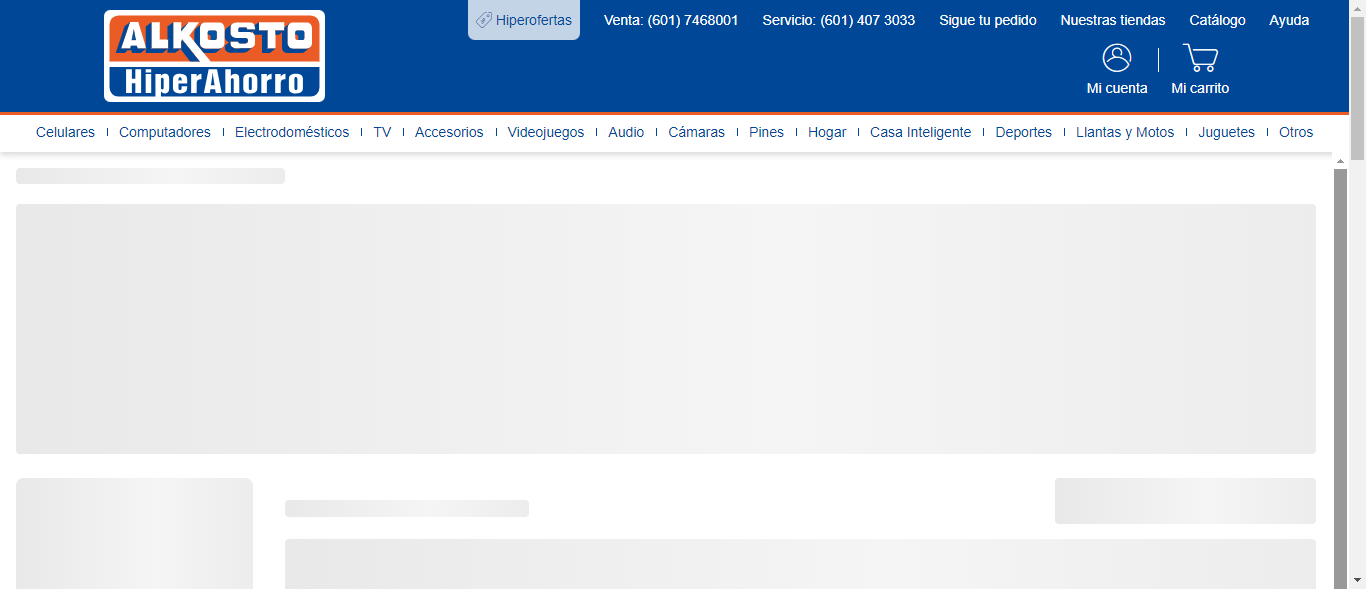 ALKOSTO
HiperAhorro
Hiperofertas Venta: (601) 7468001 Servicio: (601) 407 3033 Sigue tu pedido Nuestras tiendas Catálogo Ayuda
Mi cuenta Mi carrito
Celulares Computadores Electrodomésticos TV Accesorios Videojuegos Audio Cámaras Pines Hogar Casa Inteligente Deportes Llantas y Motos Juguetes Otros